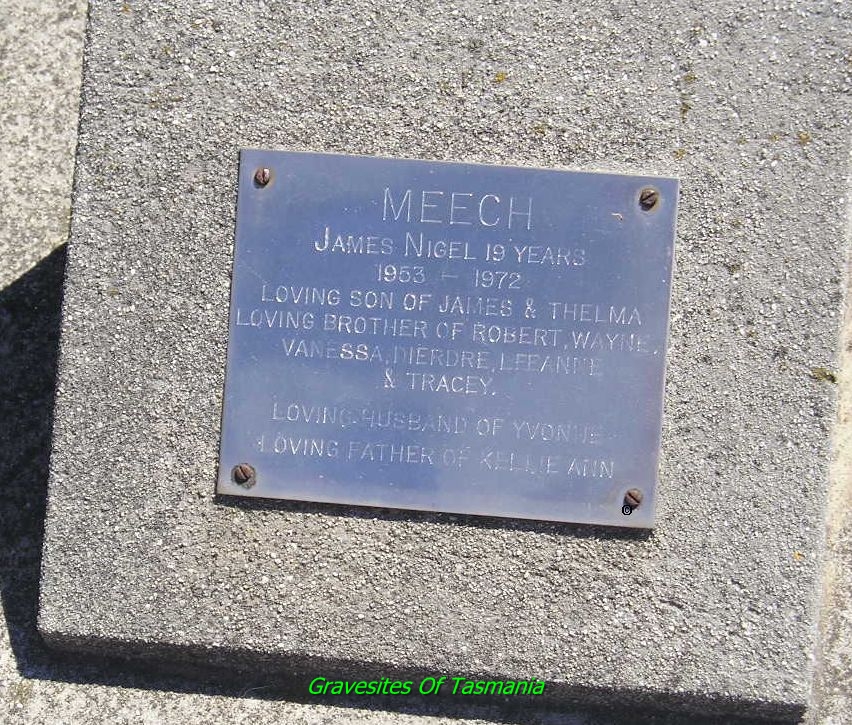 MEECH
JAMES NIGEL 19 YEARS
1953 - 1972
LOVING SON OF JAMES & THELMA
LOVING BROTHER OF ROBERT, WAYNE,
VANESSA, DIERDRE, LEEANNE
& TRACEY.
LOVING HUSBAND OF YVONNE
LOVING FATHER OF KELLIE ANN
©
Gravesites Of Tasmania